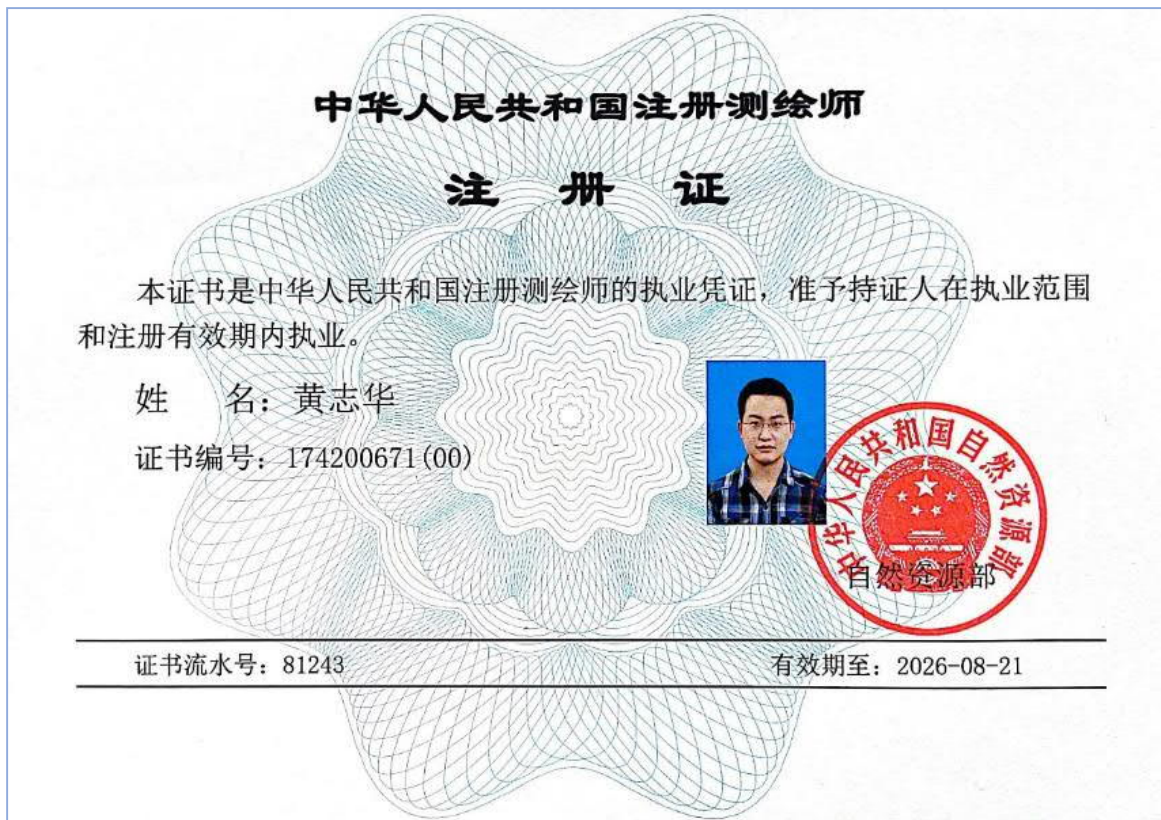 中华人民共和国注册测绘师
注 册 证
本证书是中华人民共和国注册测绘师的执业凭证，准予持证人在执业范围
和注册有效期内执业。
姓 名：黄志华
证书编号：174200671(00)
中华人民共和国自然资源部
自然资源部
证书流水号：81243
有效期至：2026-08-21